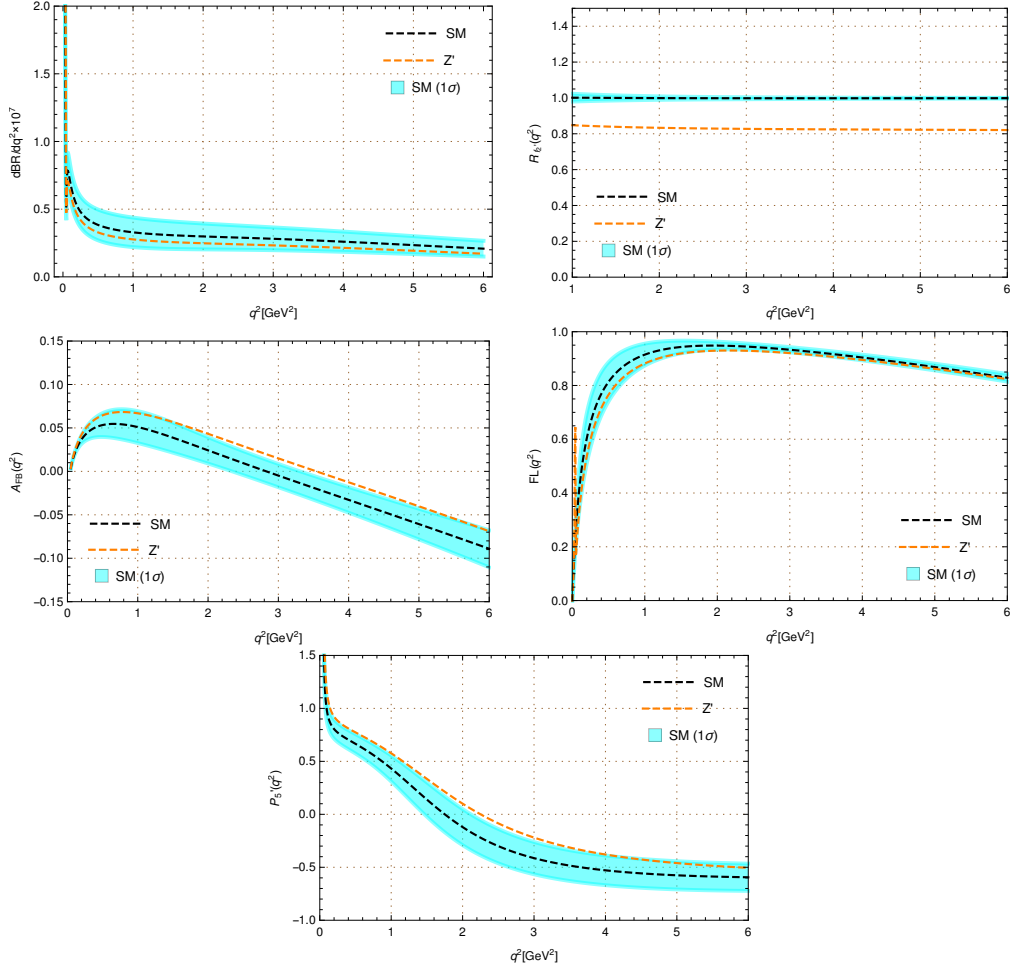 2.0
1.5
1.0
0.5
0.0
dBR/dq²×10⁷
SM
Z'
SM (1σ)
0 1 2 3 4 5 6
q²[GeV²]
1.4
1.2
1.0
0.8
0.6
0.4
0.2
0.0
SM
Z'
SM (1σ)
1 2 3 4 5 6
q²[GeV²]
0.15
0.10
0.05
0.00
−0.05
−0.10
−0.15
A_FB(q²)
SM
Z'
SM (1σ)
0 1 2 3 4 5 6
q²[GeV²]
1.0
0.8
0.6
0.4
0.2
0.0
FL(q²)
SM
Z'
SM (1σ)
0 1 2 3 4 5 6
q²[GeV²]
1.5
1.0
0.5
0.0
−0.5
−1.0
P₅'(q²)
SM
Z'
SM (1σ)
0 1 2 3 4 5 6
q²[GeV²]